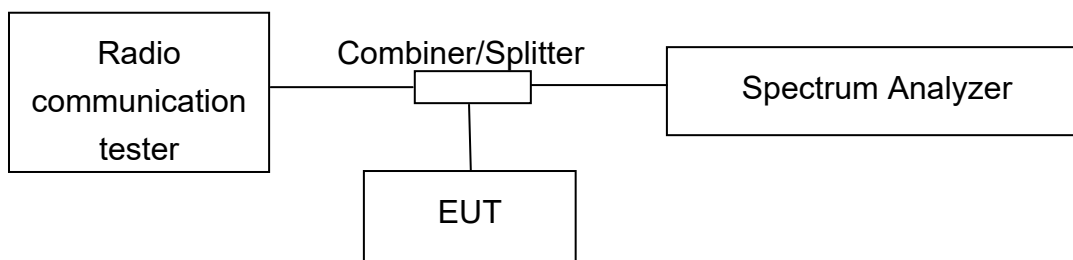 Radio
communication
tester
Combiner/Splitter
Spectrum Analyzer
EUT